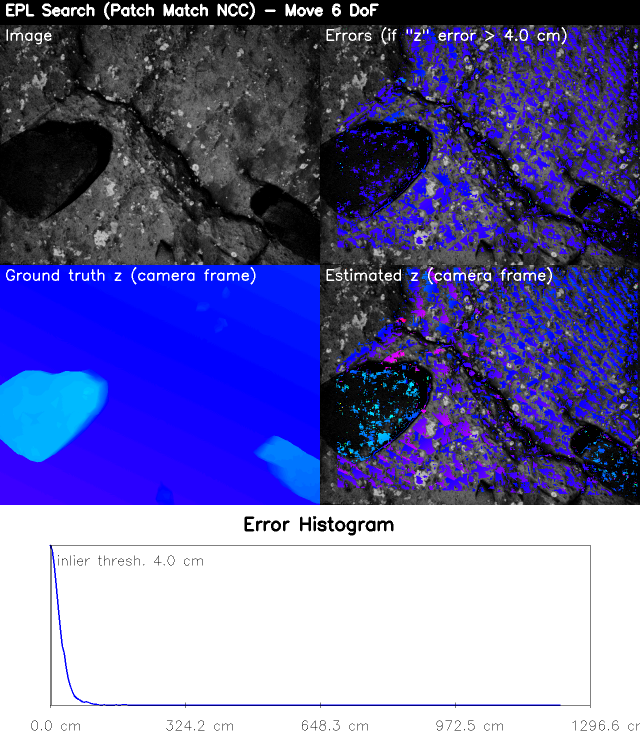 EPL Search (Patch Match NCC) - Move 6 DoF
Image
Errors (if "z" error > 4.0 cm)
Ground truth z (camera frame)
Estimated z (camera frame)
Error Histogram
inlier thresh. 4.0 cm
0.0 cm 324.2 cm 648.3 cm 972.5 cm 1296.6 c